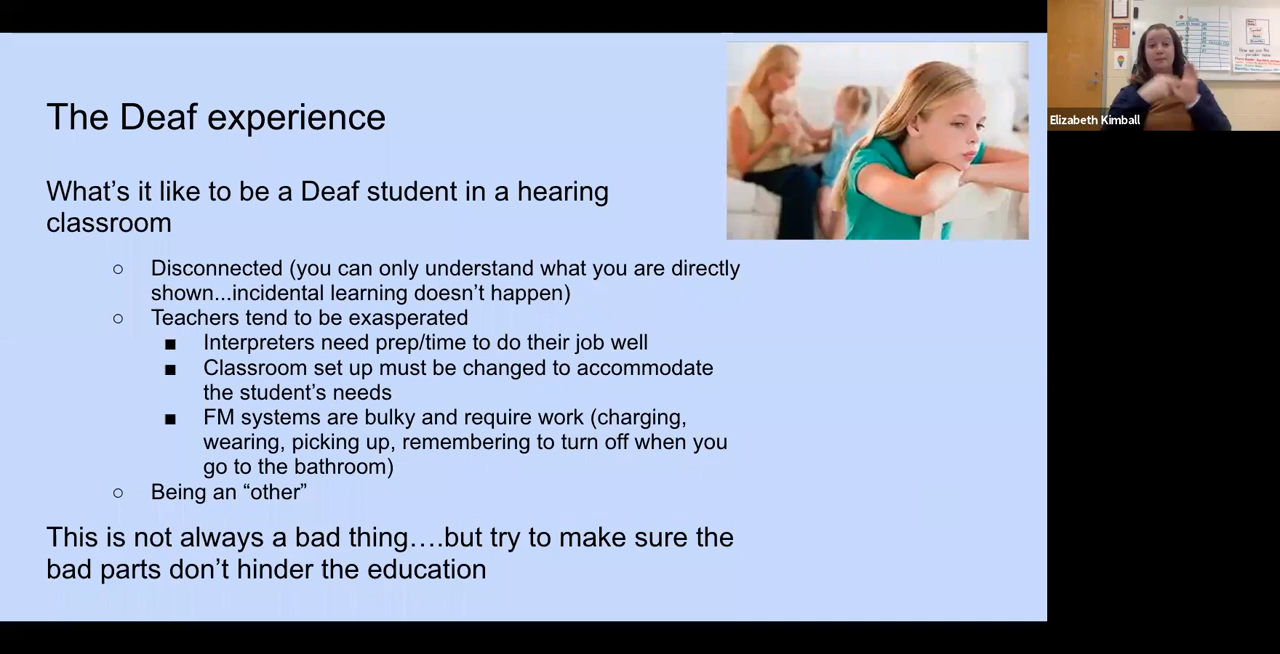 The Deaf experience
What's it like to be a Deaf student in a hearing
classroom
○ Disconnected (you can only understand what you are directly
shown...incidental learning doesn't happen)
○ Teachers tend to be exasperated
■ Interpreters need prep/time to do their job well
■ Classroom set up must be changed to accommodate
the student's needs
■ FM systems are bulky and require work (charging,
wearing, picking up, remembering to turn off when you
go to the bathroom)
○ Being an “other”
This is not always a bad thing….but try to make sure the
bad parts don't hinder the education
Elizabeth Kimball